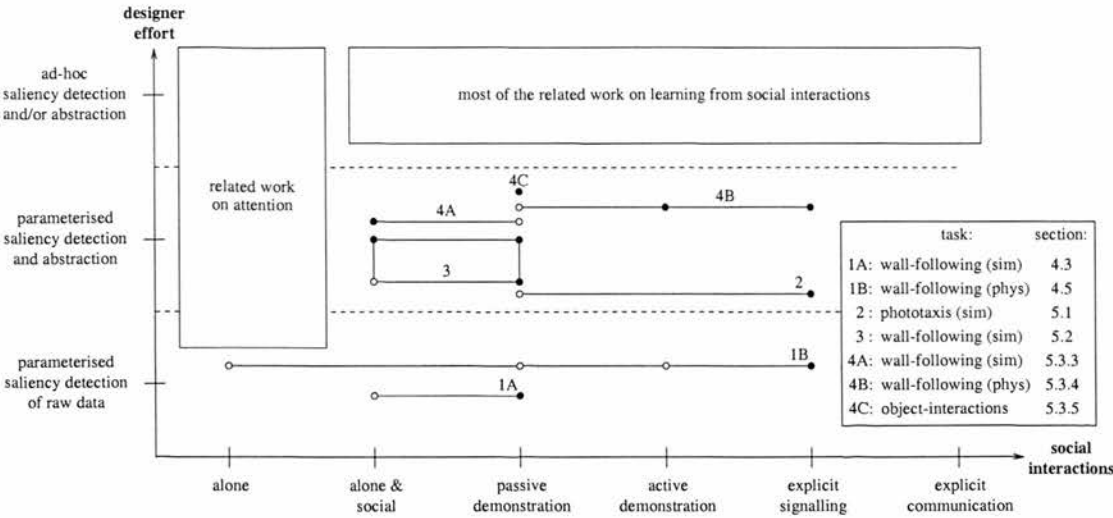 designer
effort
ad-hoc
saliency detection
and/or abstraction
most of the related work on learning from social interactions
related work
on attention
4C
4A
4B
parameterised
saliency detection
and abstraction
3
2
task: section:
1A: wall-following (sim) 4.3
1B: wall-following (phys) 4.5
2 : phototaxis (sim) 5.1
3 : wall-following (sim) 5.2
4A: wall-following (sim) 5.3.3
4B: wall-following (phys) 5.3.4
4C: object-interactions 5.3.5
parameterised
saliency detection
of raw data
1B
1A
social
interactions
alone
alone &
social
passive
demonstration
active
demonstration
explicit
signalling
explicit
communication